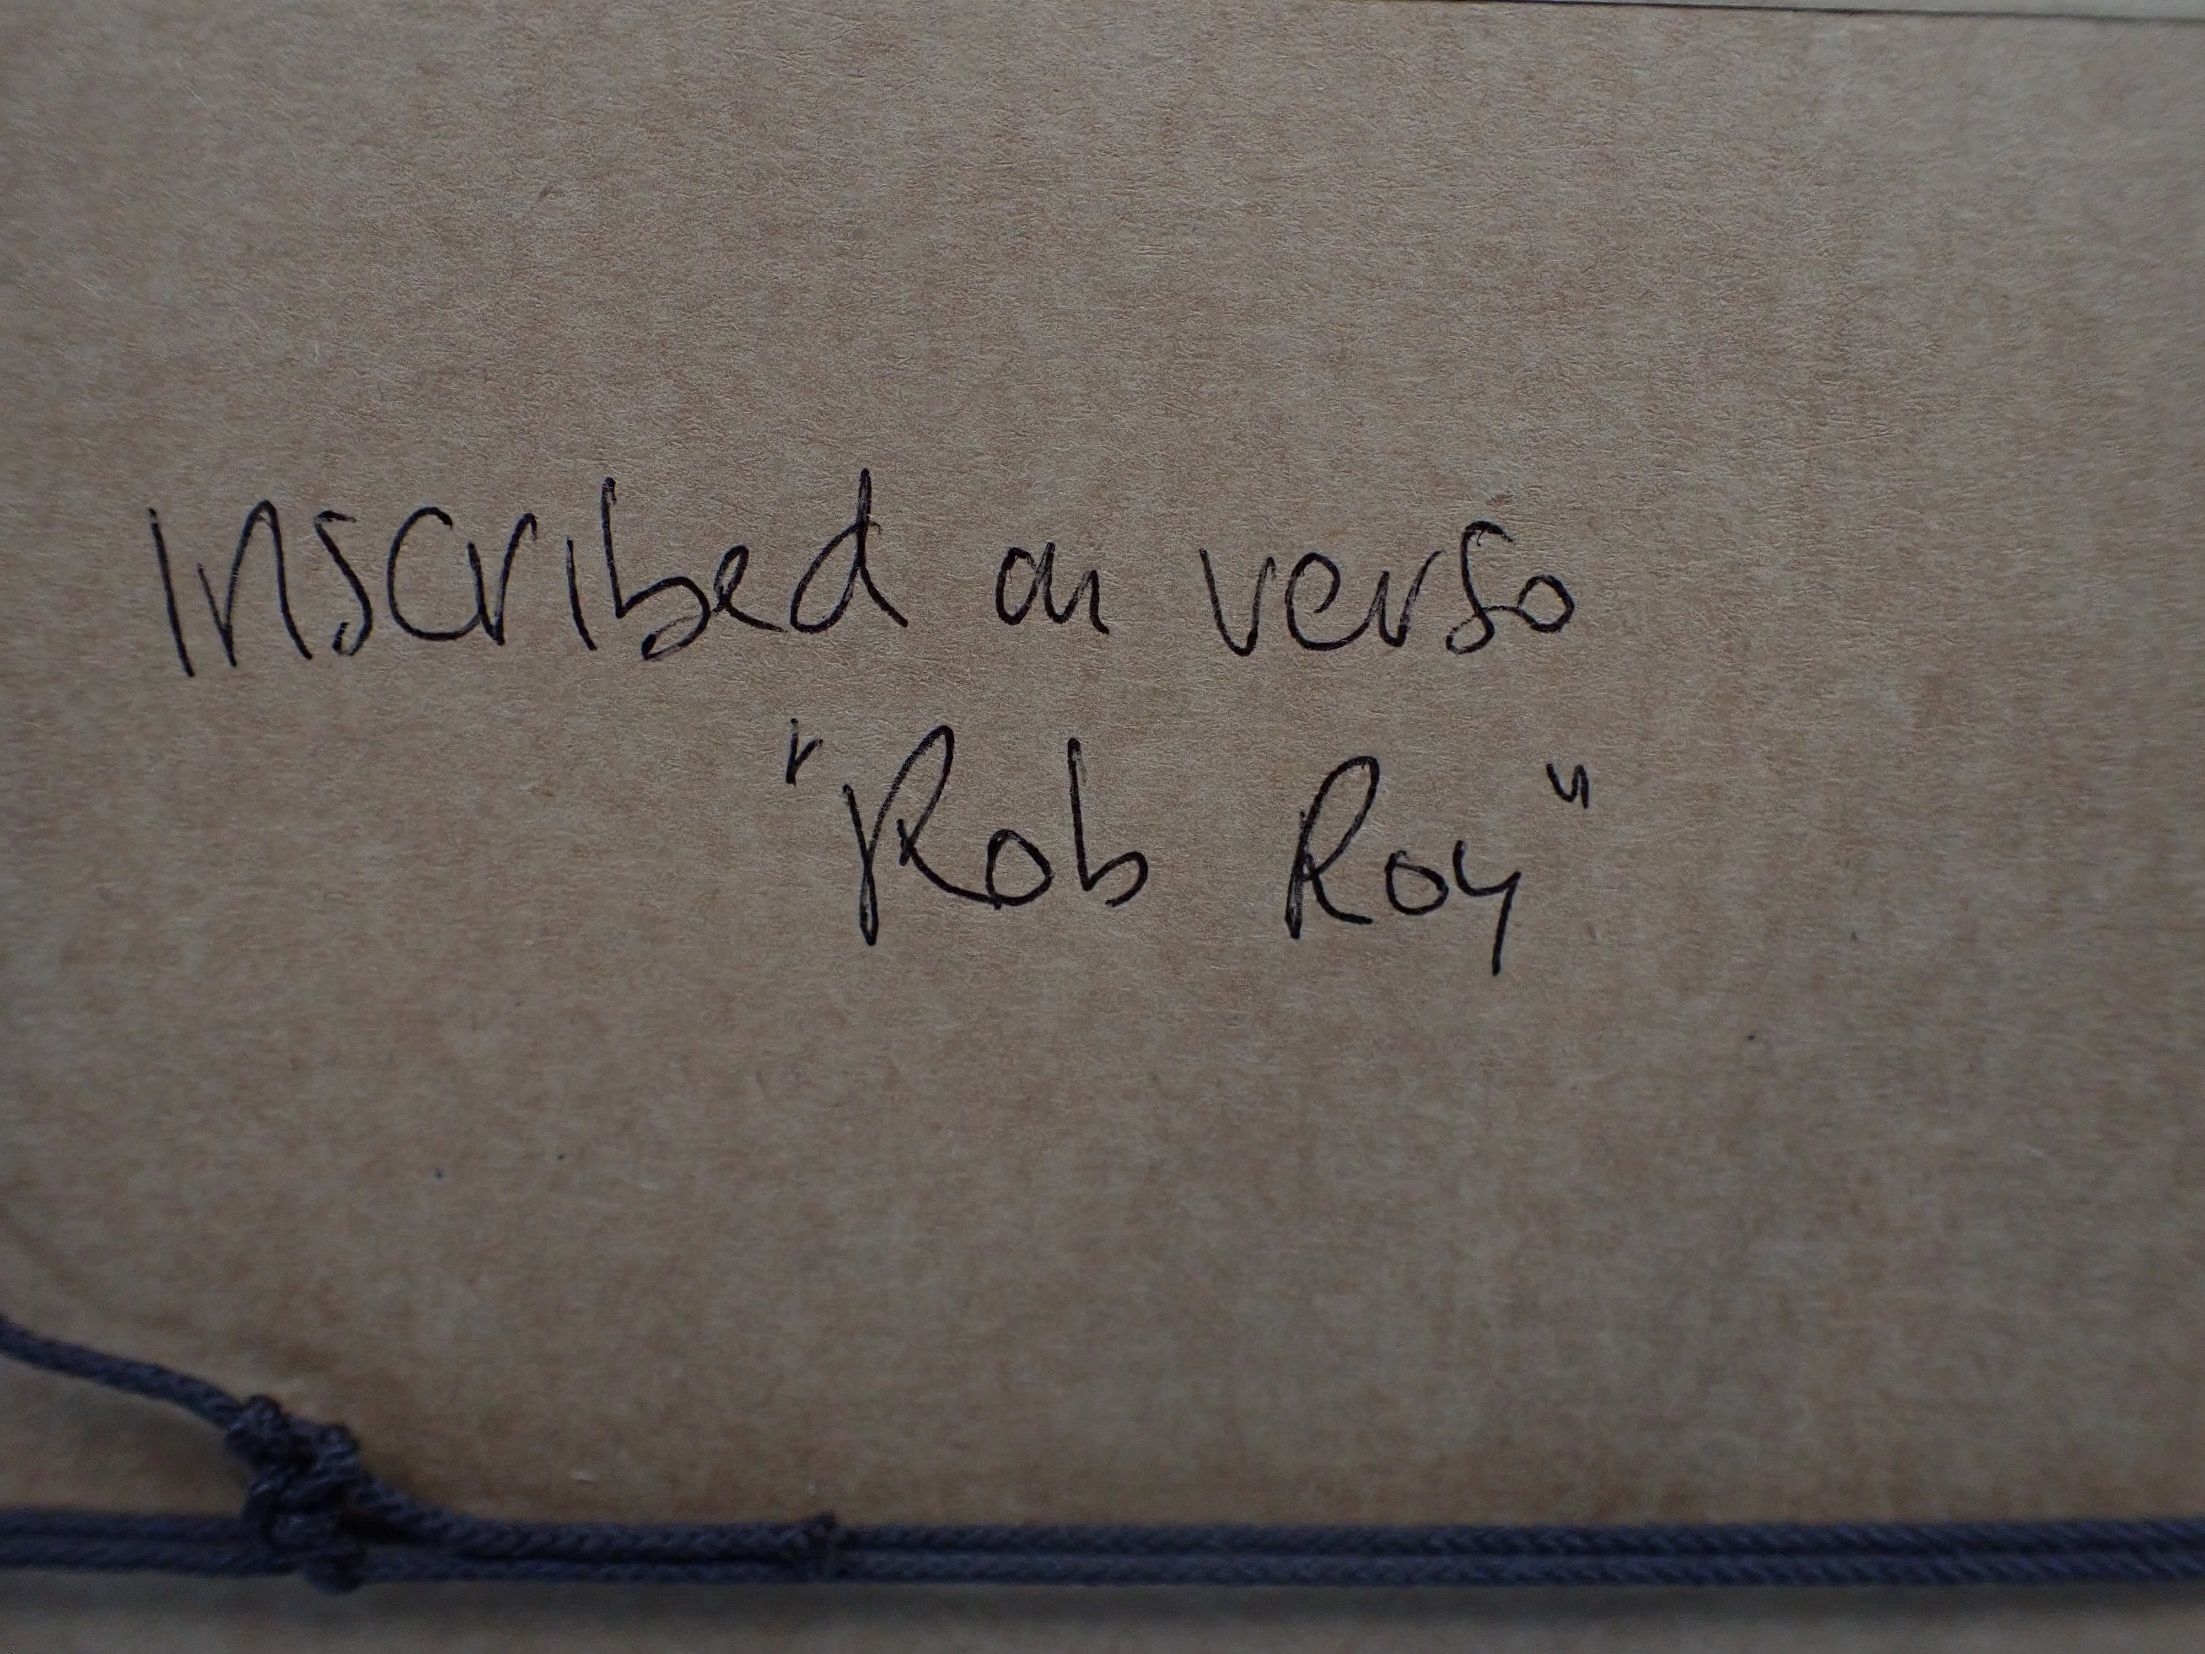 Inscribed on verso
"Rob Roy"